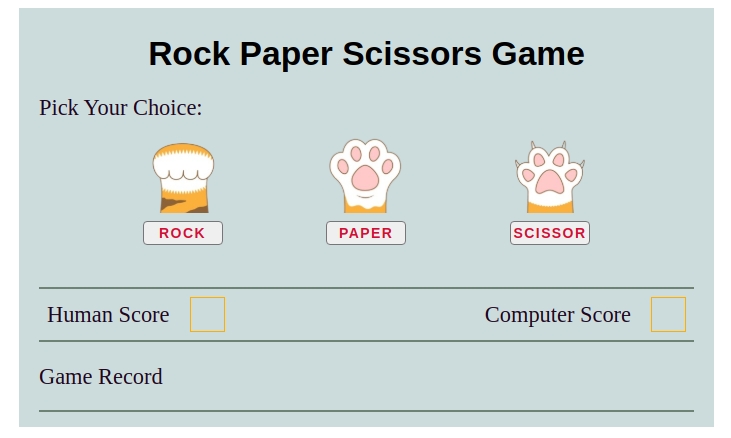 Rock Paper Scissors Game
Pick Your Choice:
ROCK PAPER SCISSOR
Human Score Computer Score
Game Record